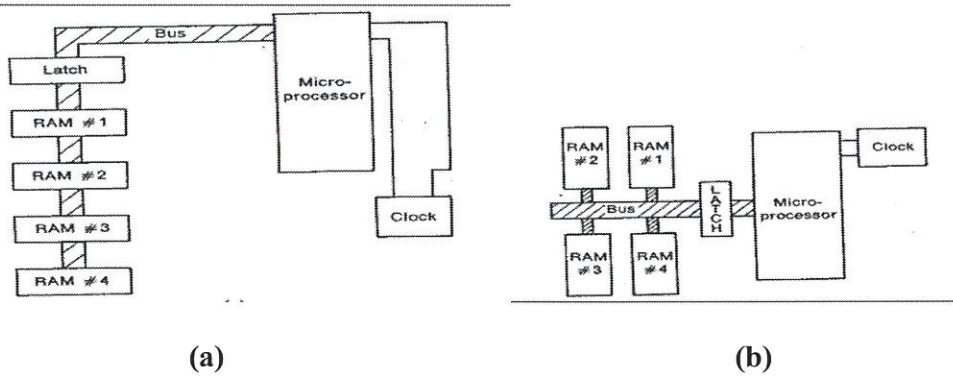 Bus
Latch
RAM #1
RAM #2
RAM #3
RAM #4
Micro-
processor
Clock
(a)
RAM
#2
RAM
#1
Bus
LATCH
RAM
#3
RAM
#4
Micro-
processor
Clock
(b)